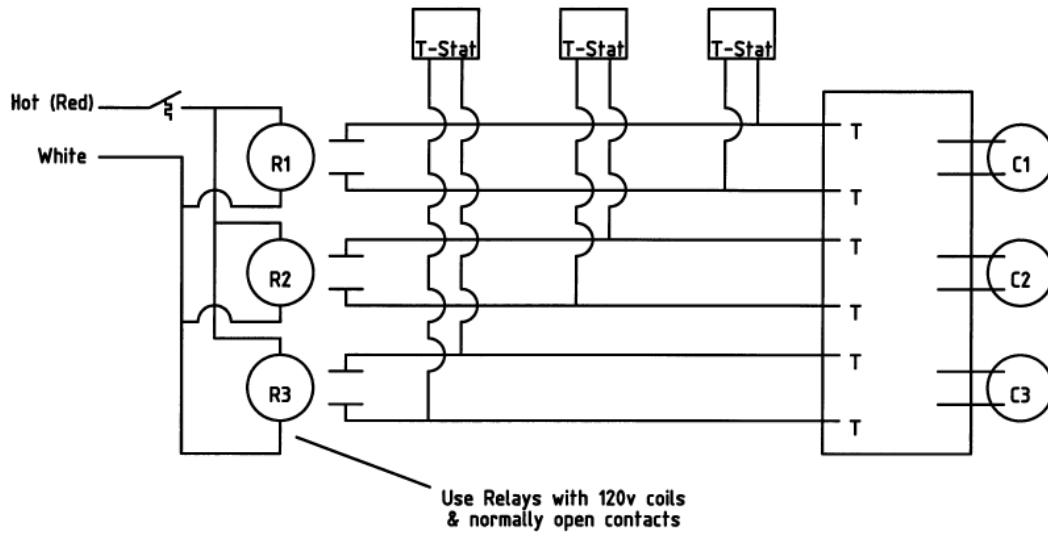 T-Stat T-Stat T-Stat
Hot (Red)
White
R1
R2
R3
T
T
T
T
T
T
C1
C2
C3
Use Relays with 120v coils
& normally open contacts